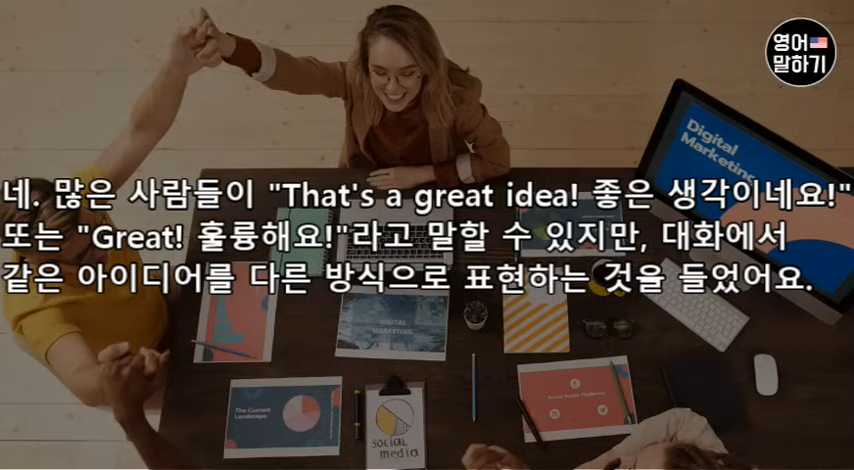 영어
말하기
Digital
Marketing
네. 많은 사람들이 "That's a great idea! 좋은 생각이네요!"
또는 "Great! 훌륭해요!"라고 말할 수 있지만, 대화에서
같은 아이디어를 다른 방식으로 표현하는 것을 들었어요.
DIGITAL
MARKETING
The Current
Landscape
Social Media Platforms
social
media